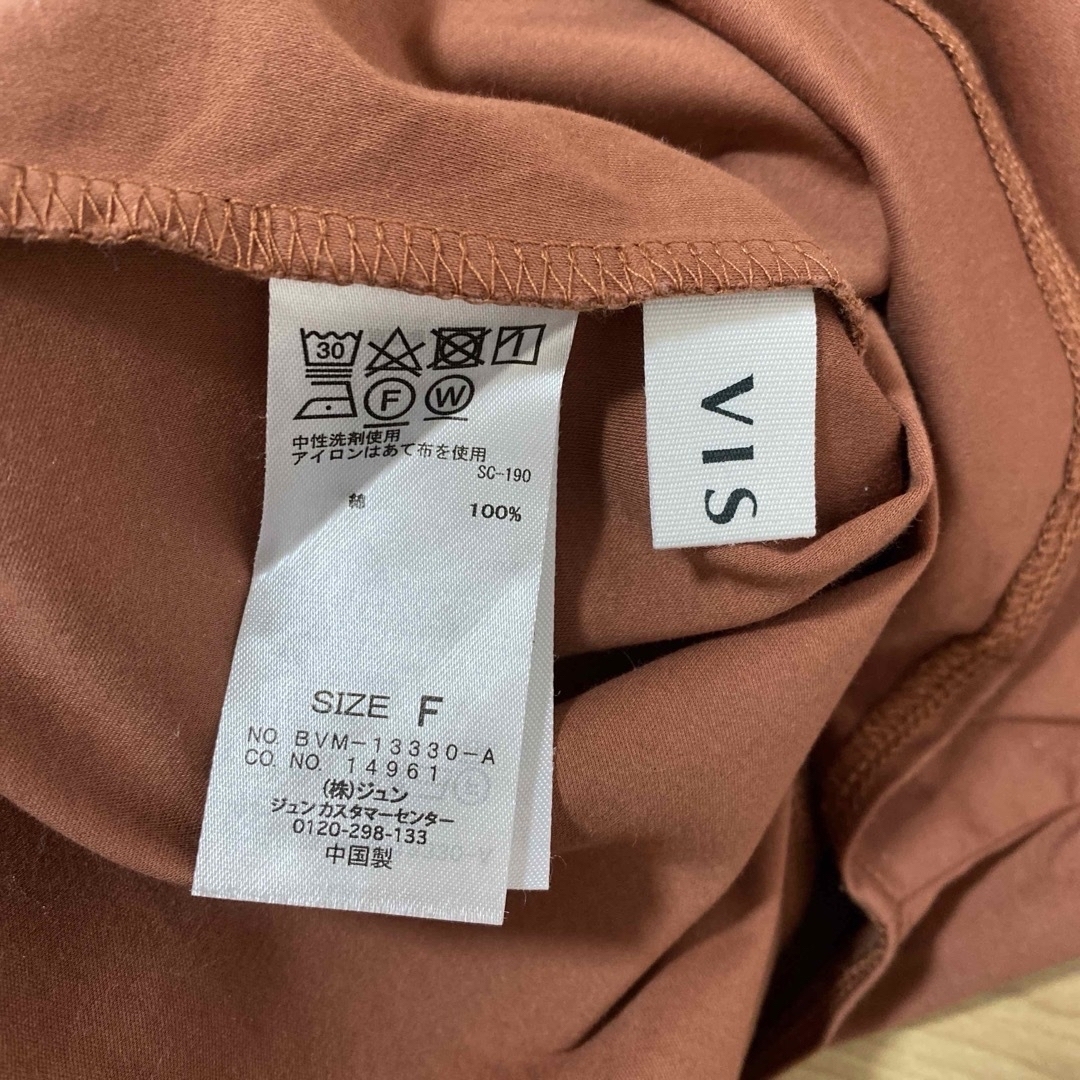 30
F W
中性洗剤使用
アイロンはあて布を使用
SC-190
綿 100%
SIZE F
NO. BVM-13330-A
CO. NO. 14961
(株)ジュン
ジュンカスタマーセンター
0120-298-133
中国製
VIS